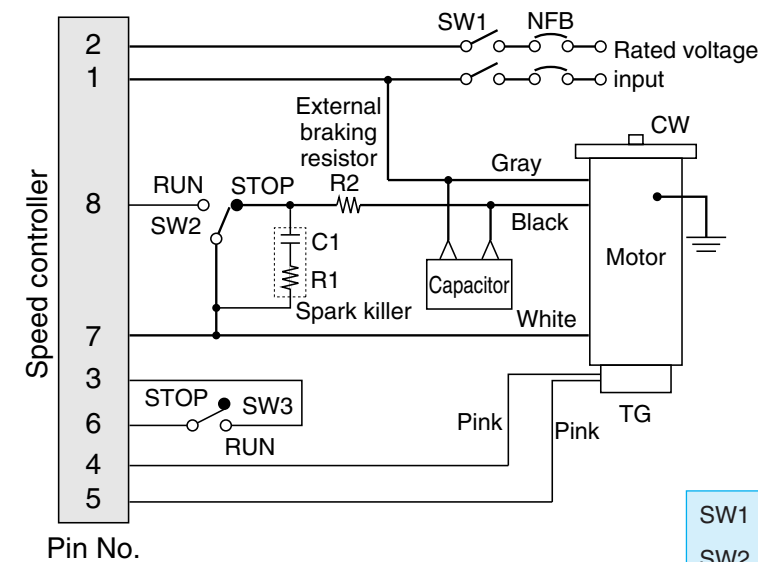 SW1 NFB
2
Rated voltage
1
input
External
braking
resistor
CW
Gray
RUN STOP R2
8
SW2
Black
C1
Motor
R1
Capacitor
Spark killer
White
7
Speed controller
3
STOP SW3
6
RUN
Pink
Pink
TG
4
5
Pin No.
SW1
SW2